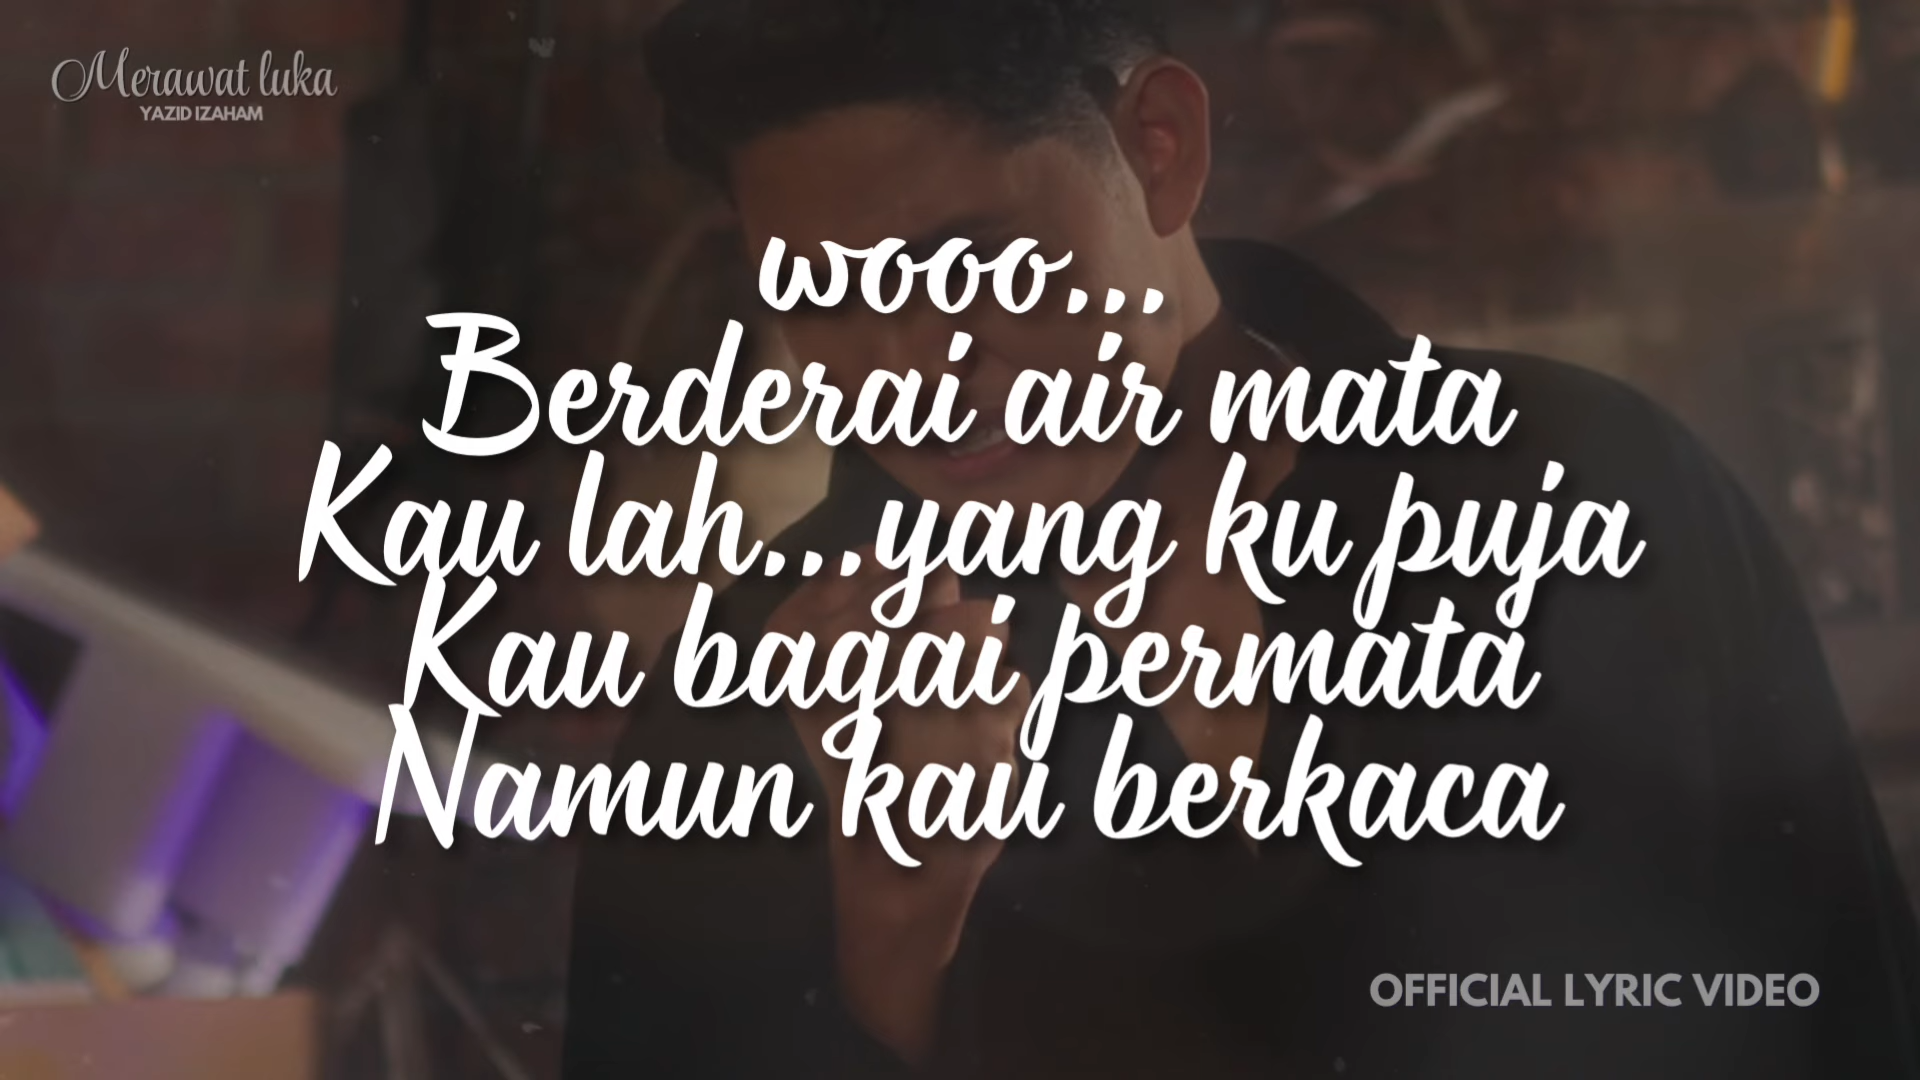 Merawat luka
YAZID IZAHAM
wooo...
Berderai air mata
Kau lah...yang ku puja
Kau bagai permata
Namun kau berkaca
OFFICIAL LYRIC VIDEO